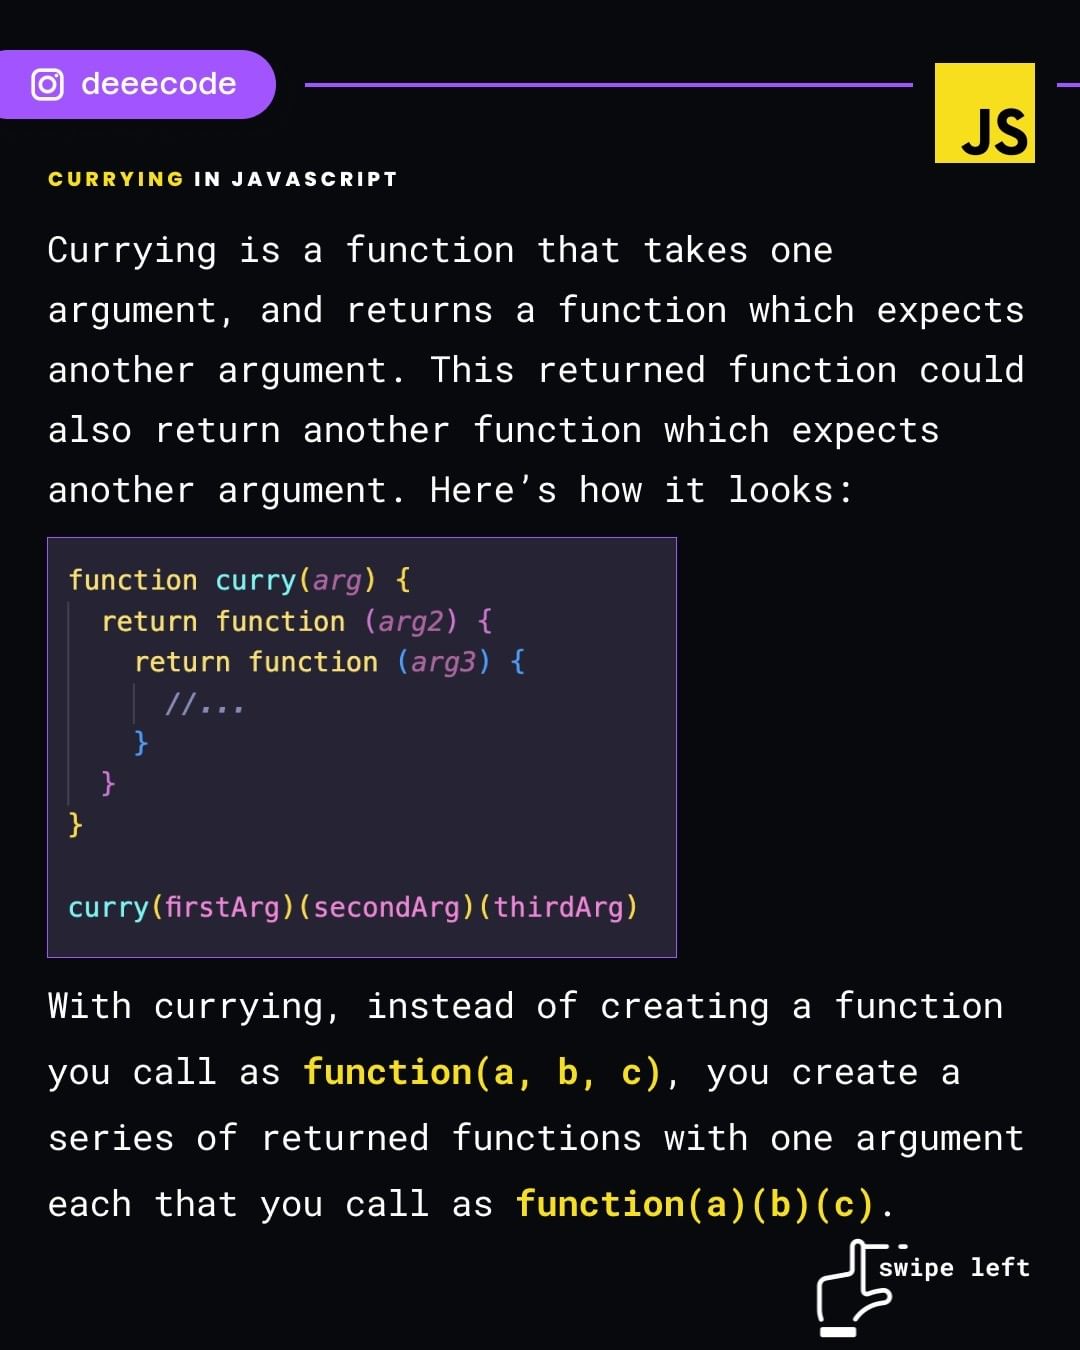 deeecode
JS
CURRYING IN JAVASCRIPT
Currying is a function that takes one
argument, and returns a function which expects
another argument. This returned function could
also return another function which expects
another argument. Here’s how it looks:
function curry(arg) {
  return function (arg2) {
    return function (arg3) {
      //...
    }
  }
}
curry(firstArg)(secondArg)(thirdArg)
With currying, instead of creating a function
you call as function(a, b, c), you create a
series of returned functions with one argument
each that you call as function(a)(b)(c).
swipe left